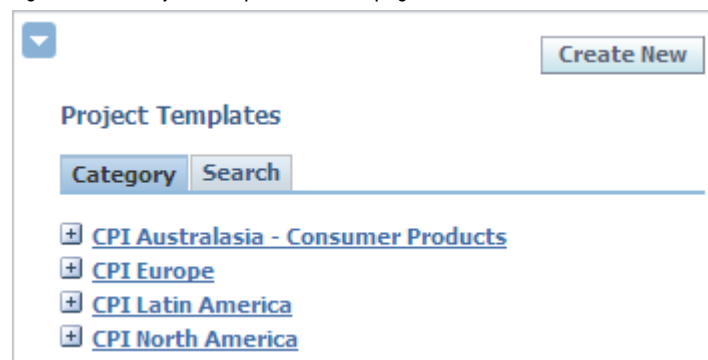 Create New
Project Templates
Category Search
CPI Australasia - Consumer Products
CPI Europe
CPI Latin America
CPI North America